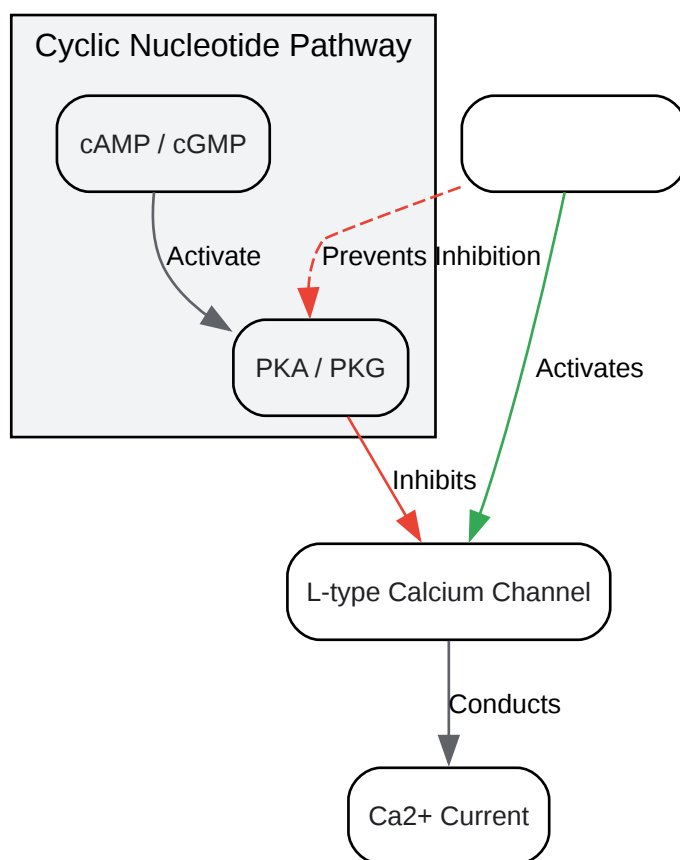 Cyclic Nucleotide Pathway
cAMP / cGMP
Activate
Prevents Inhibition
PKA / PKG
Activates
Inhibits
L-type Calcium Channel
Conducts
Ca2+ Current